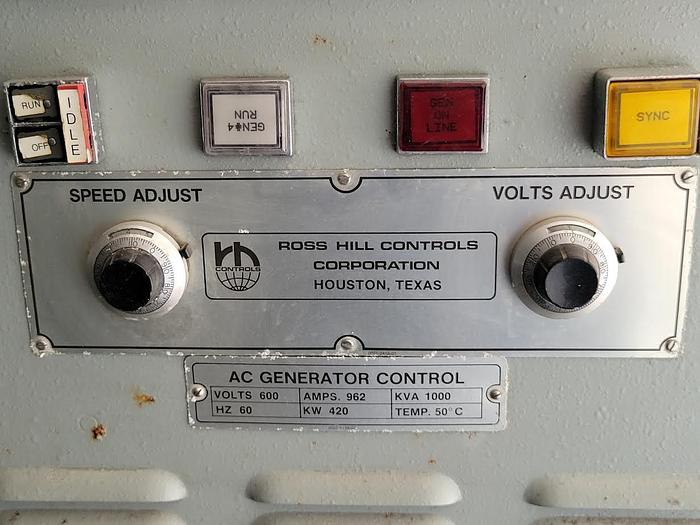 RUN
OFF
IDLE
GEN#4
RUN
GEN
ON
LINE
SYNC
SPEED ADJUST
VOLTS ADJUST
CONTROLS
ROSS HILL CONTROLS
CORPORATION
HOUSTON, TEXAS
AC GENERATOR CONTROL
VOLTS 600 AMPS. 962 KVA 1000
HZ 60 KW 420 TEMP. 50°C